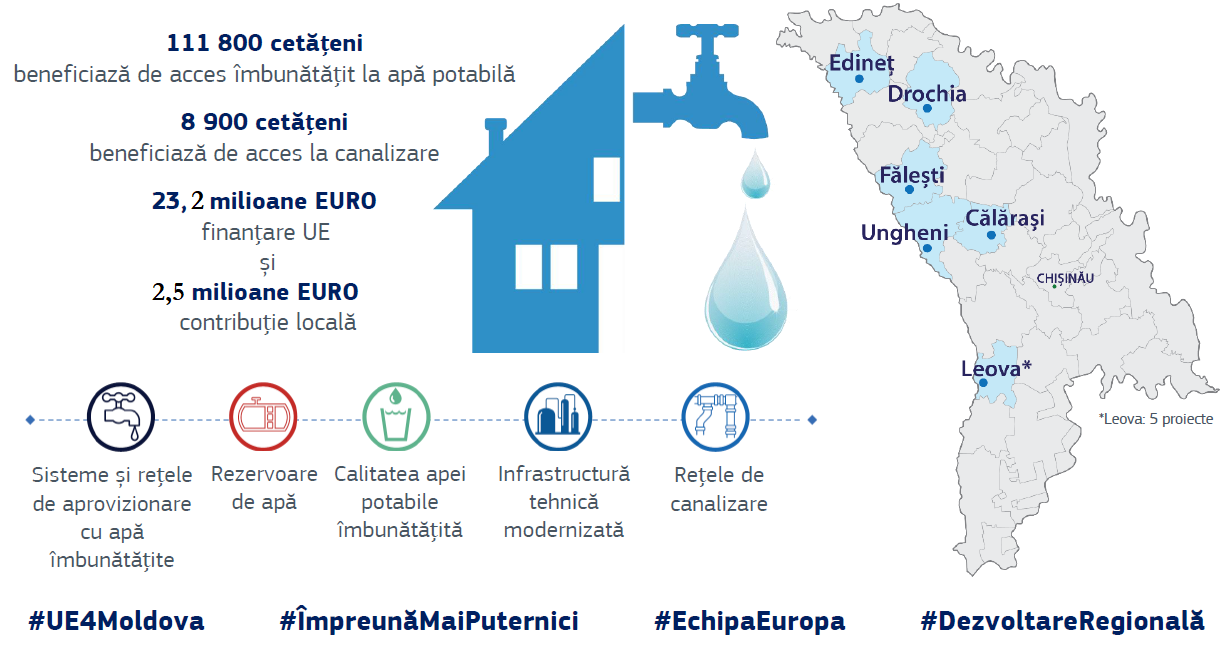 111 800 cetățeni
beneficiază de acces îmbunătățit la apă potabilă
8 900 cetățeni
beneficiază de acces la canalizare
23, 2 milioane EURO
finanțare UE
și
2,5 milioane EURO
contribuție locală
Edineț
Drochia
Fălești
Călărași
Ungheni
CHIȘINĂU
Leova*
*Leova: 5 proiecte
Sisteme și rețele
de aprovizionare
cu apă
îmbunătățite
Rezervoare
de apă
Calitatea apei
potabile
îmbunătățită
Infrastructură
tehnică
modernizată
Rețele de
canalizare
#UE4Moldova
#ÎmpreunăMaiPuternici
#EchipaEuropa
#DezvoltareRegională